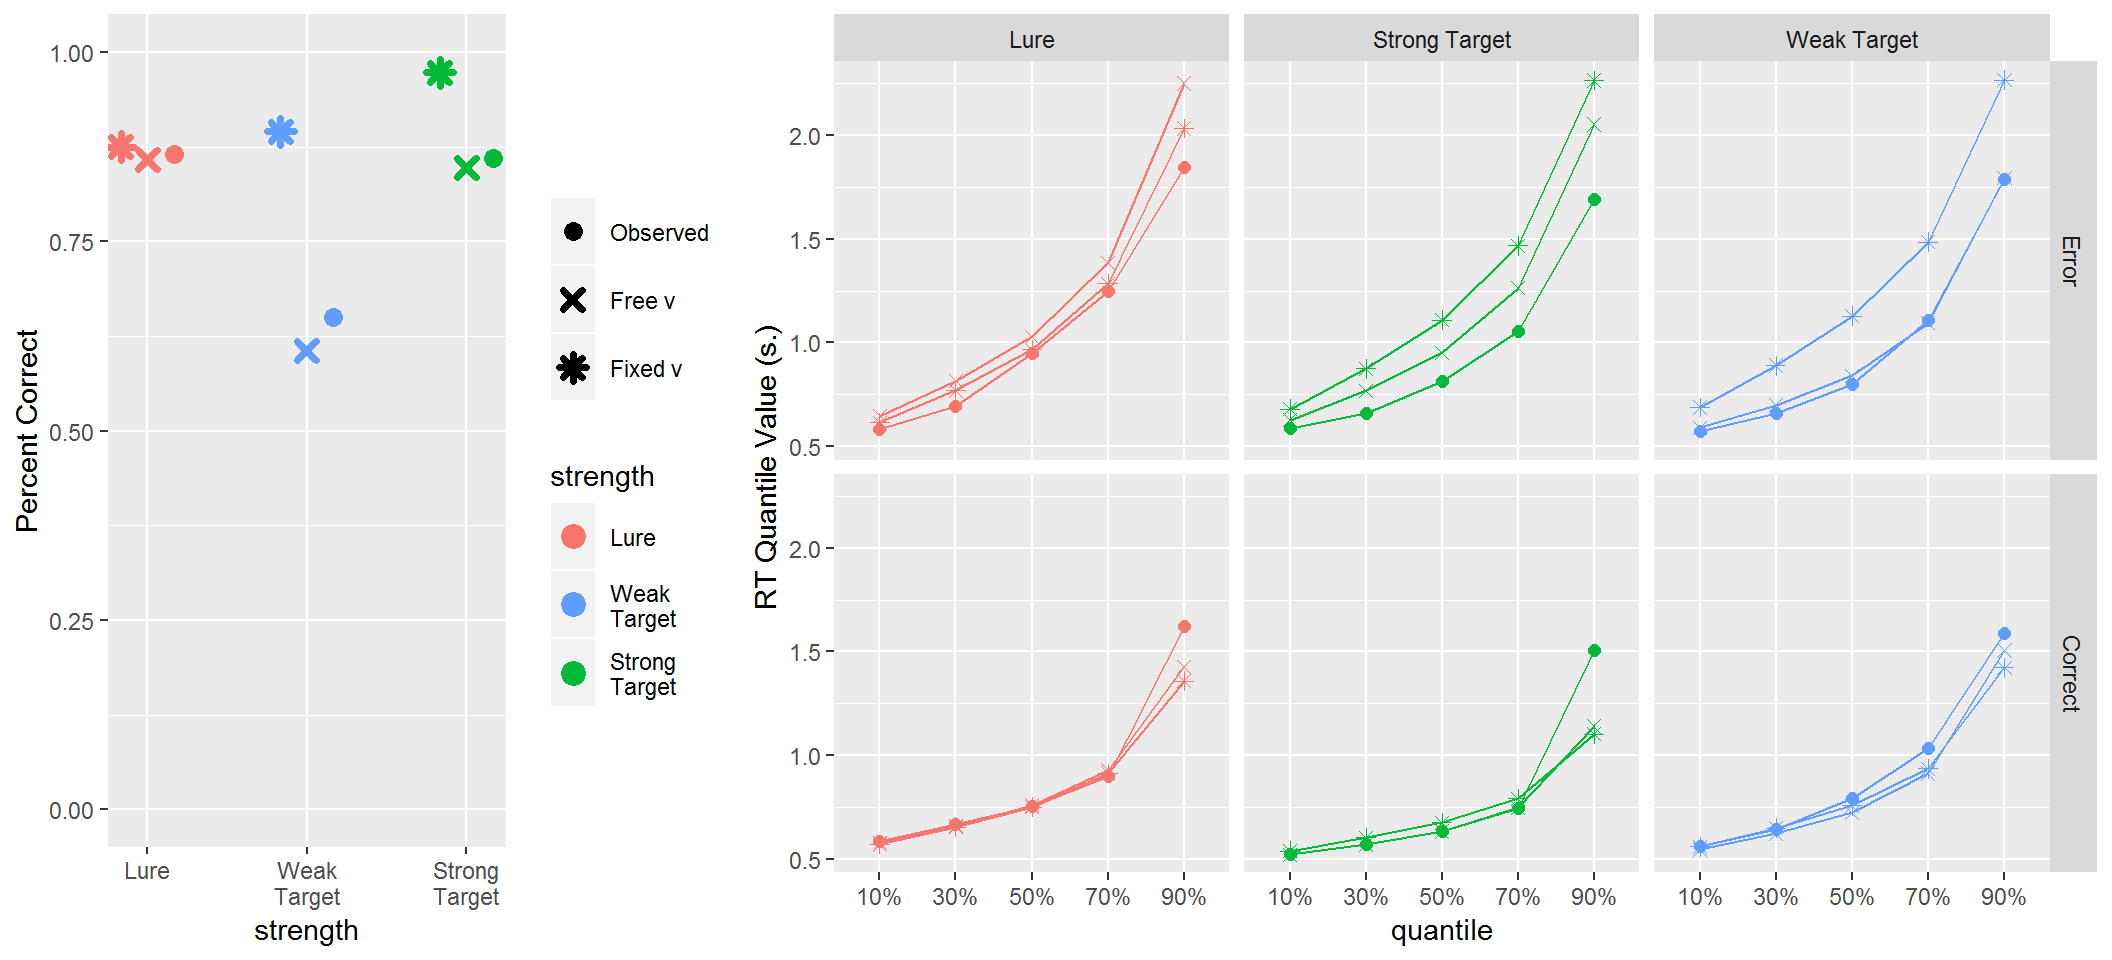 Percent Correct
1.00
0.75
0.50
0.25
0.00
Lure
Weak
Target
Strong
Target
strength
Observed
Free v
Fixed v
strength
Lure
Weak
Target
Strong
Target
RT Quantile Value (s.)
Lure
Strong Target
Weak Target
2.0
1.5
1.0
0.5
Error
2.0
1.5
1.0
0.5
Correct
10% 30% 50% 70% 90%
10% 30% 50% 70% 90%
10% 30% 50% 70% 90%
quantile